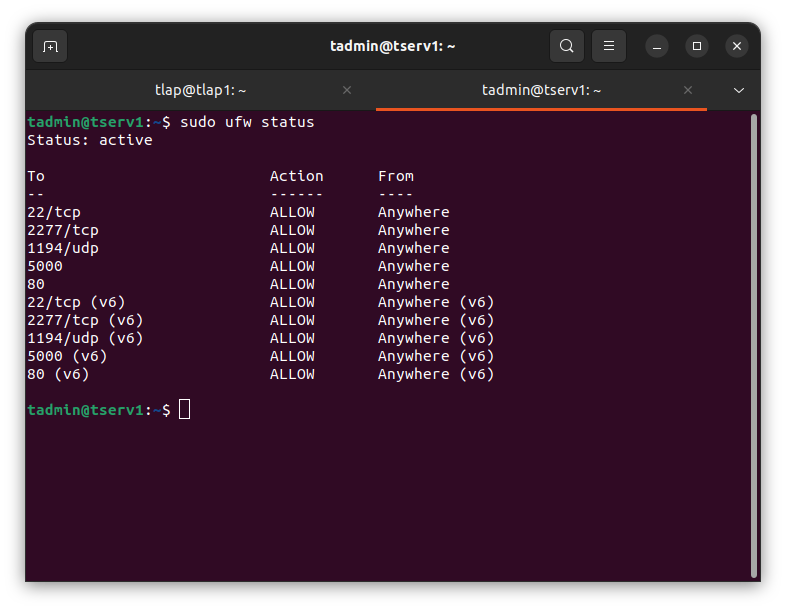 tadmin@tserv1: ~
tlap@tlap1: ~
tadmin@tserv1: ~
tadmin@tserv1:~$ sudo ufw status
Status: active
To                         Action      From
--                         ------      ----
22/tcp                     ALLOW       Anywhere
2277/tcp                   ALLOW       Anywhere
1194/udp                   ALLOW       Anywhere
5000                       ALLOW       Anywhere
80                         ALLOW       Anywhere
22/tcp (v6)                ALLOW       Anywhere (v6)
2277/tcp (v6)              ALLOW       Anywhere (v6)
1194/udp (v6)              ALLOW       Anywhere (v6)
5000 (v6)                  ALLOW       Anywhere (v6)
80 (v6)                    ALLOW       Anywhere (v6)
tadmin@tserv1:~$